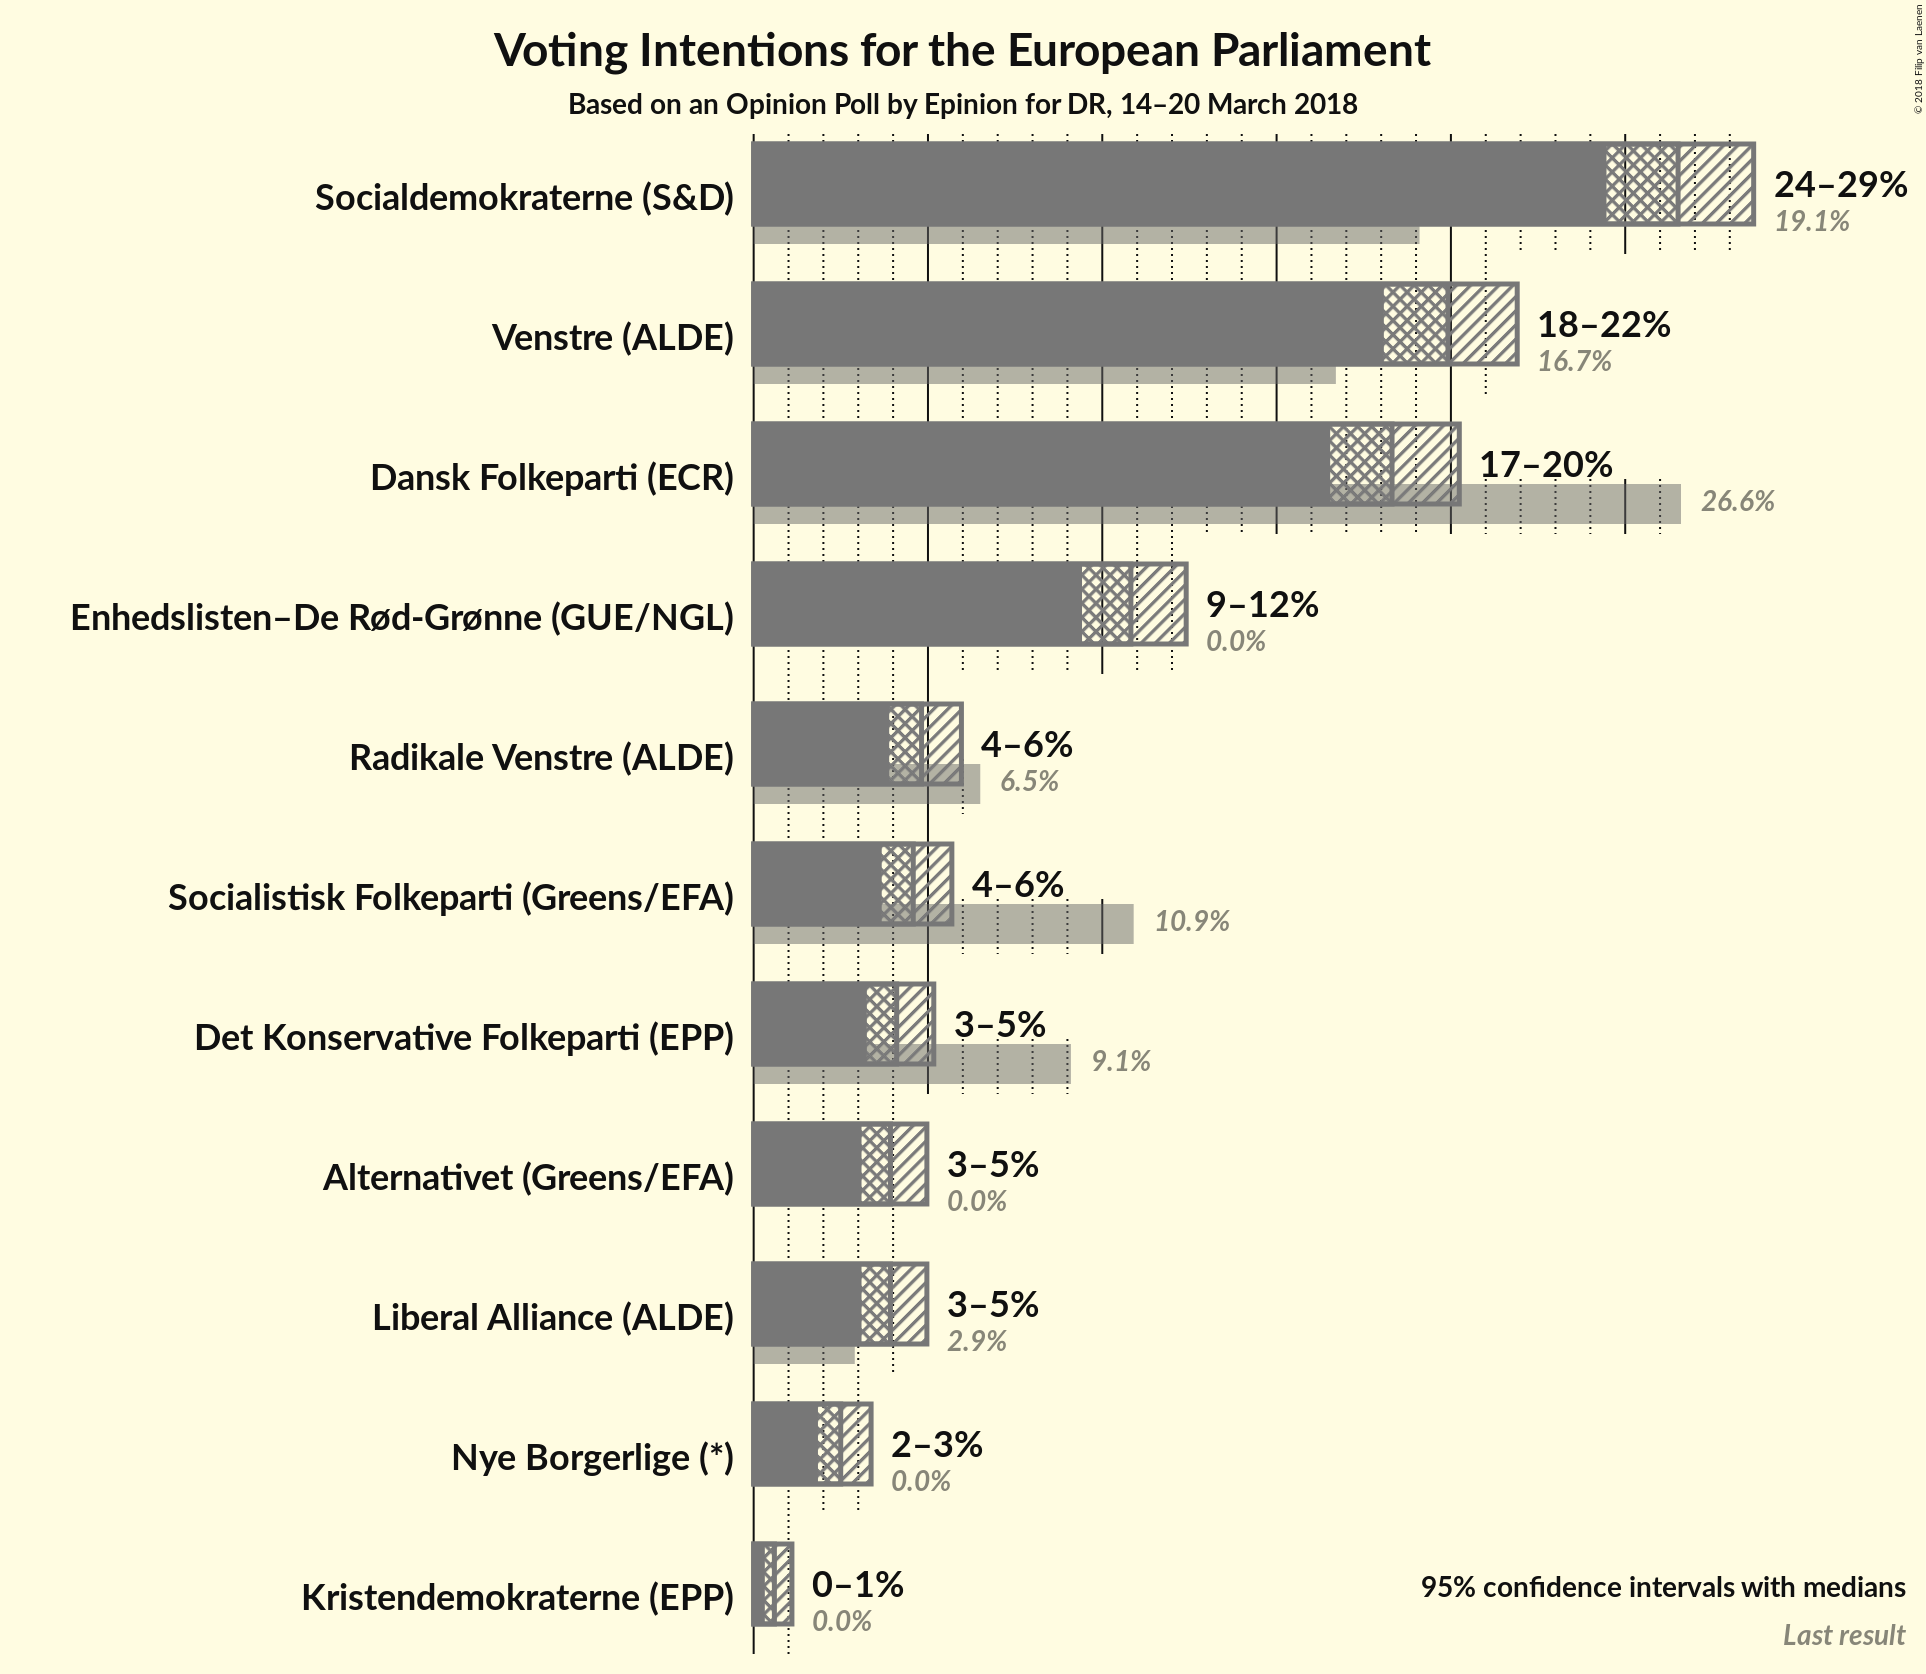 © 2018 Filip van Laenen
Voting Intentions for the European Parliament
Based on an Opinion Poll by Epinion for DR, 14–20 March 2018
Socialdemokraterne (S&D)
24–29%
19.1%
Venstre (ALDE)
18–22%
16.7%
Dansk Folkeparti (ECR)
17–20%
26.6%
Enhedslisten–De Rød-Grønne (GUE/NGL)
9–12%
0.0%
Radikale Venstre (ALDE)
4–6%
6.5%
Socialistisk Folkeparti (Greens/EFA)
4–6%
10.9%
Det Konservative Folkeparti (EPP)
3–5%
9.1%
Alternativet (Greens/EFA)
3–5%
0.0%
Liberal Alliance (ALDE)
3–5%
2.9%
Nye Borgerlige (*)
2–3%
0.0%
Kristendemokraterne (EPP)
0–1%
0.0%
95% confidence intervals with medians
Last result